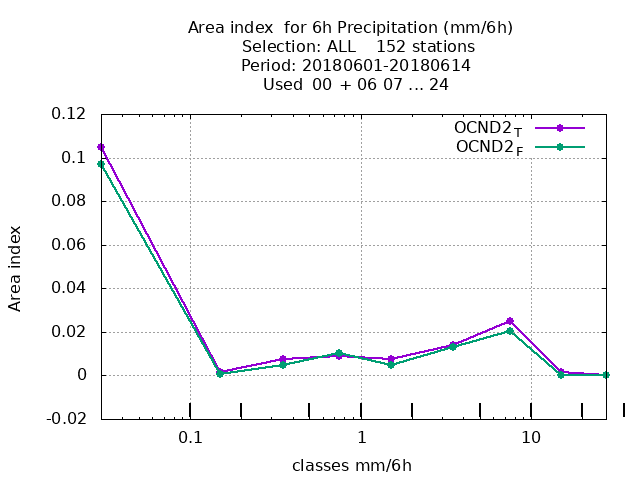 Area index  for 6h Precipitation (mm/6h)
Selection: ALL    152 stations
Period: 20180601-20180614
Used  00 + 06 07 ... 24
0.12
0.1
0.08
0.06
0.04
0.02
0
-0.02
Area index
OCND2T
OCND2F
0.1
1
10
classes mm/6h